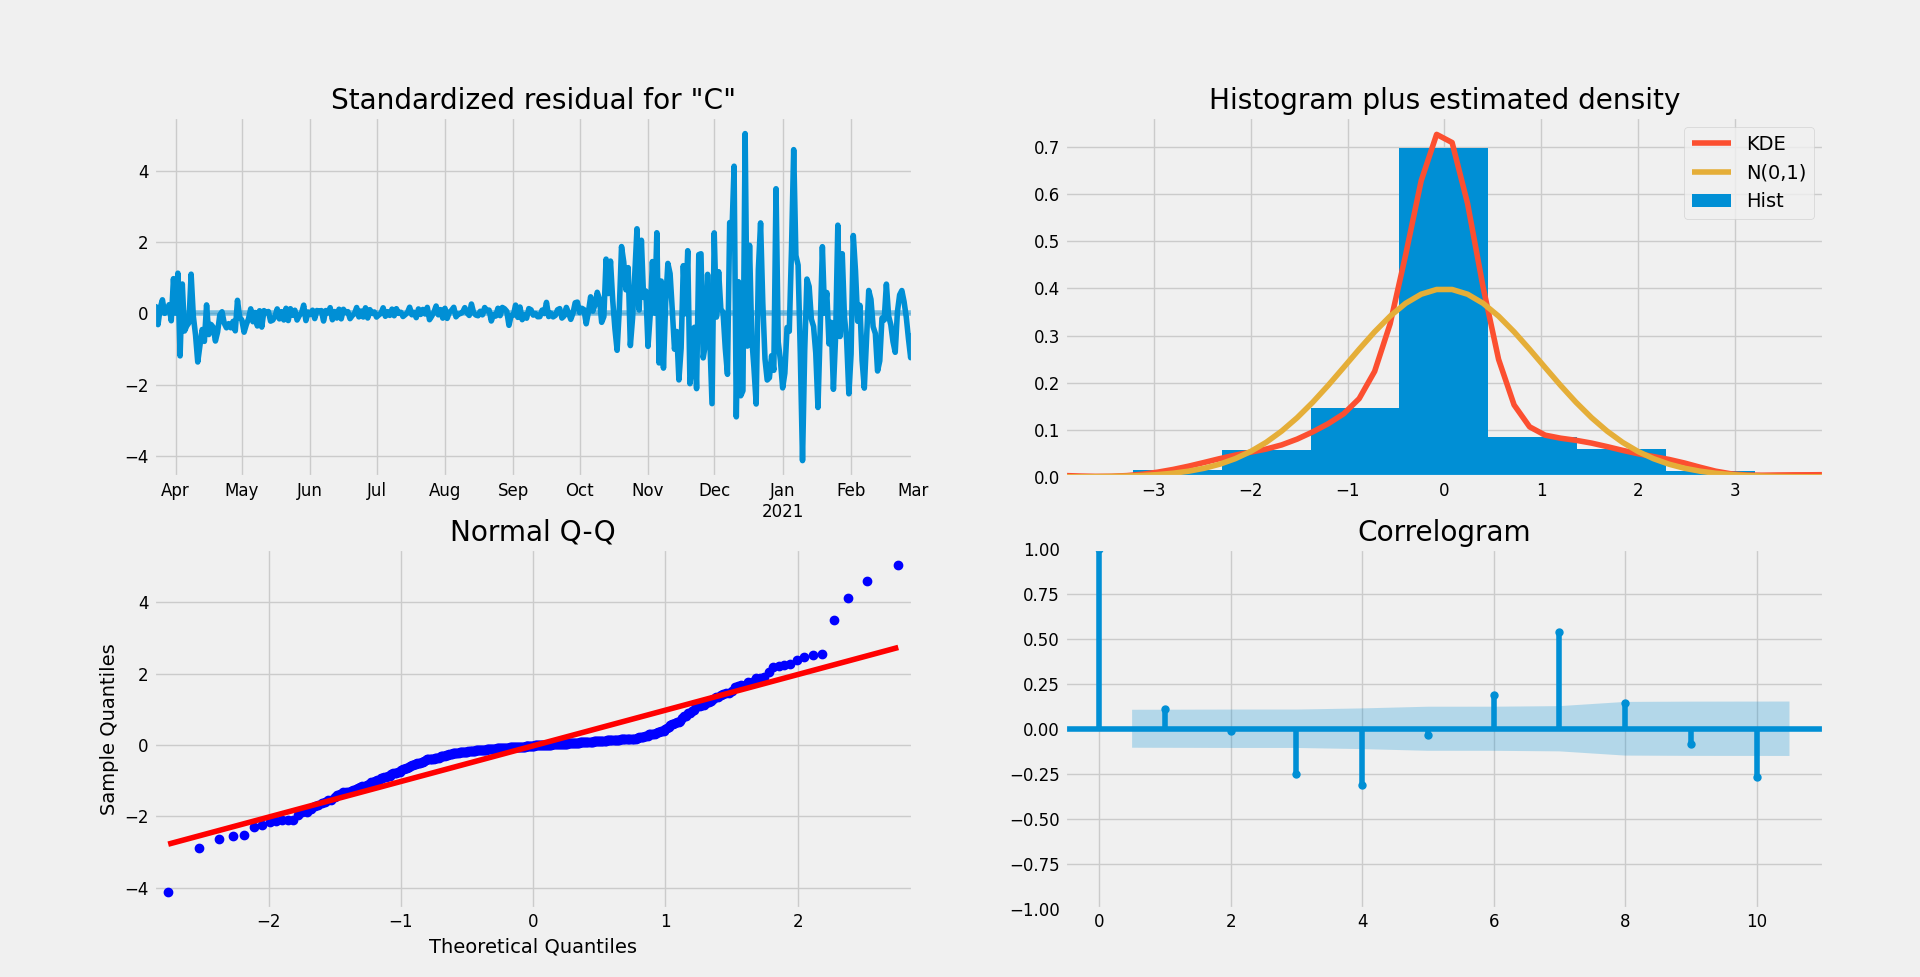 Standardized residual for "C"
4
2
0
−2
−4
Apr May Jun Jul Aug Sep Oct Nov Dec Jan Feb Mar
2021
Histogram plus estimated density
0.7
0.6
0.5
0.4
0.3
0.2
0.1
0.0
−3 −2 −1 0 1 2 3
KDE
N(0,1)
Hist
Normal Q-Q
Sample Quantiles
4
2
0
−2
−4
−2 −1 0 1 2
Theoretical Quantiles
Correlogram
1.00
0.75
0.50
0.25
0.00
−0.25
−0.50
−0.75
−1.00
0 2 4 6 8 10